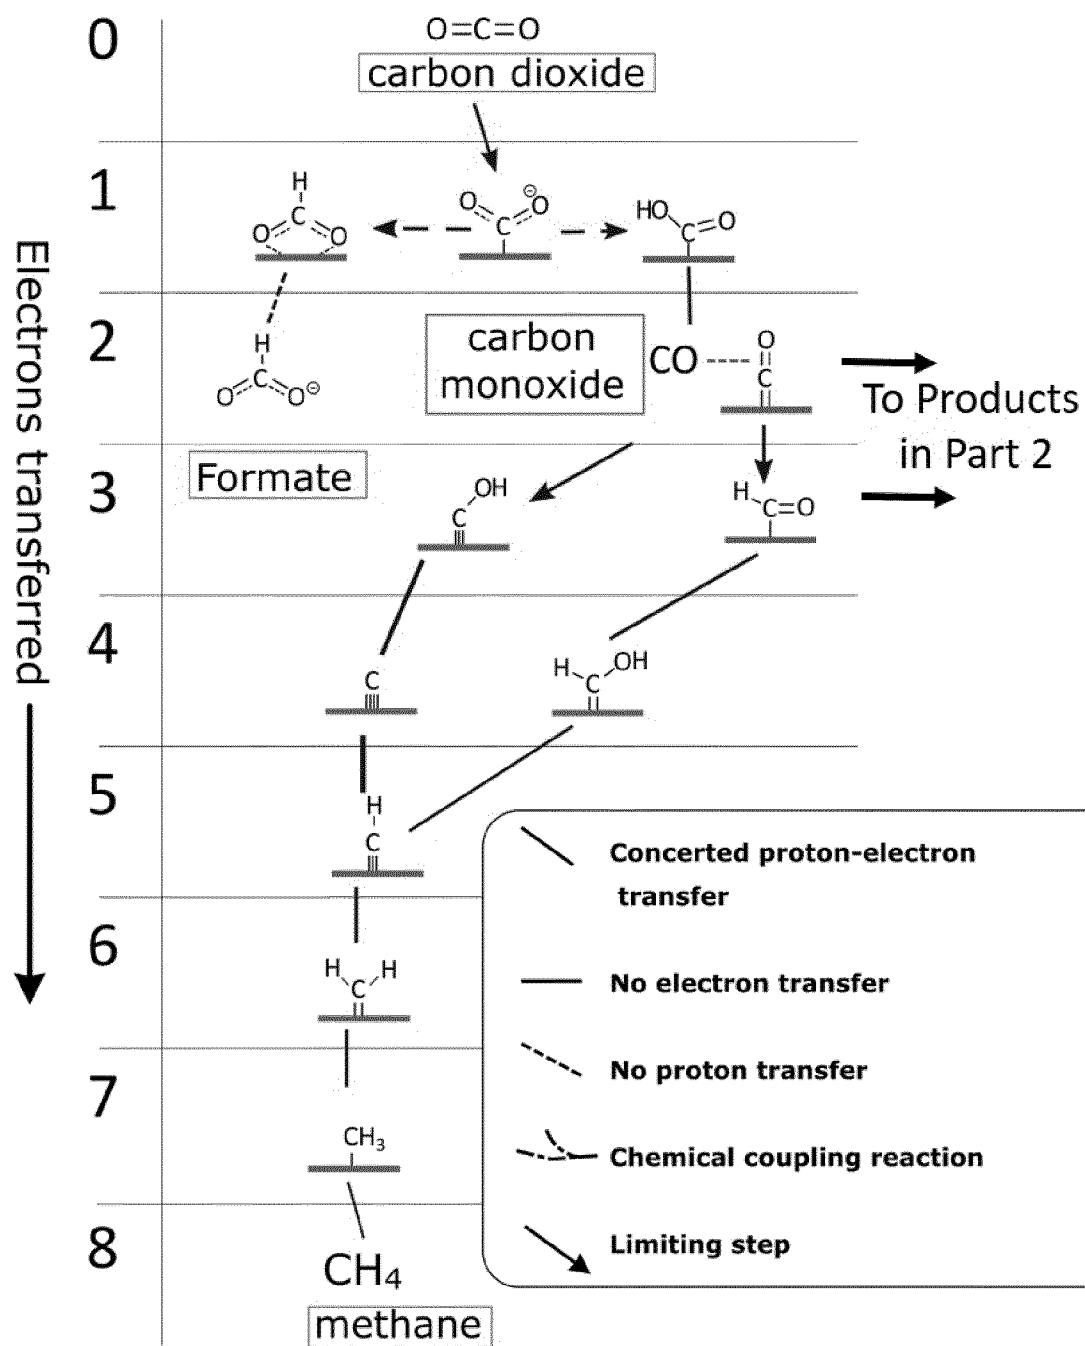 0
O=C=O
carbon dioxide
1
H
C
O
O
O
⊖
O
C
HO
O
C
2
H
C
O
O⊖
carbon
monoxide
CO
O
C
To Products
in Part 2
Formate
3
OH
C
H
C=O
4
C
H
OH
C
5
H
C
6
H
H
C
7
CH₃
8
CH₄
methane
Electrons transferred
Concerted proton-electron
transfer
No electron transfer
No proton transfer
Chemical coupling reaction
Limiting step